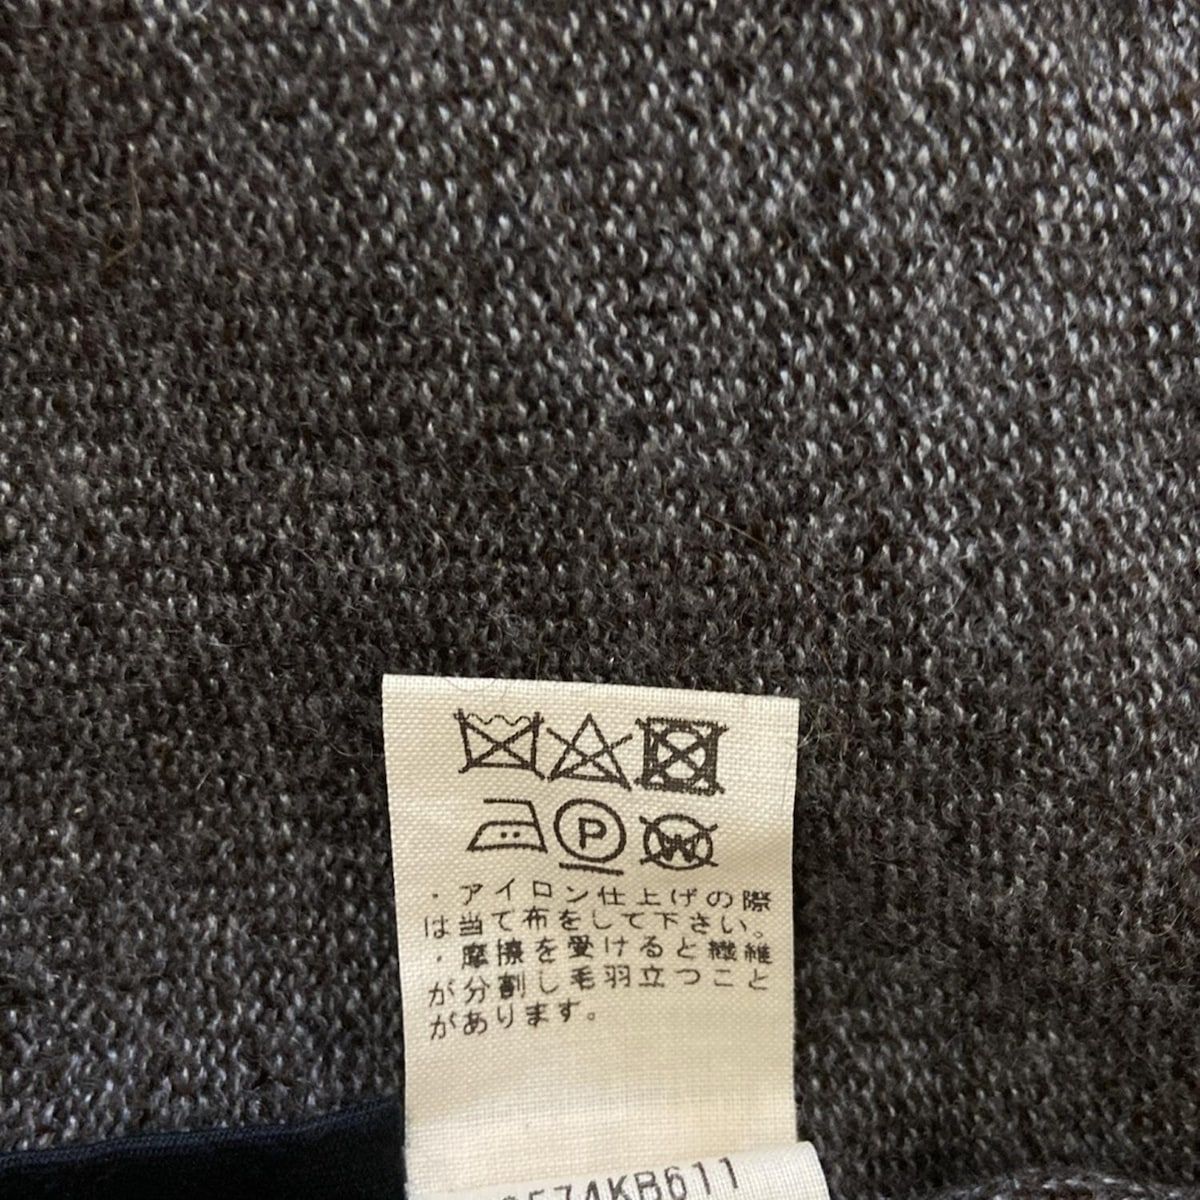 P
W
・アイロン仕上げの際
は当て布をして下さい。
・摩擦を受けると繊維
が分割し毛羽立つこと
があります。
574KB611